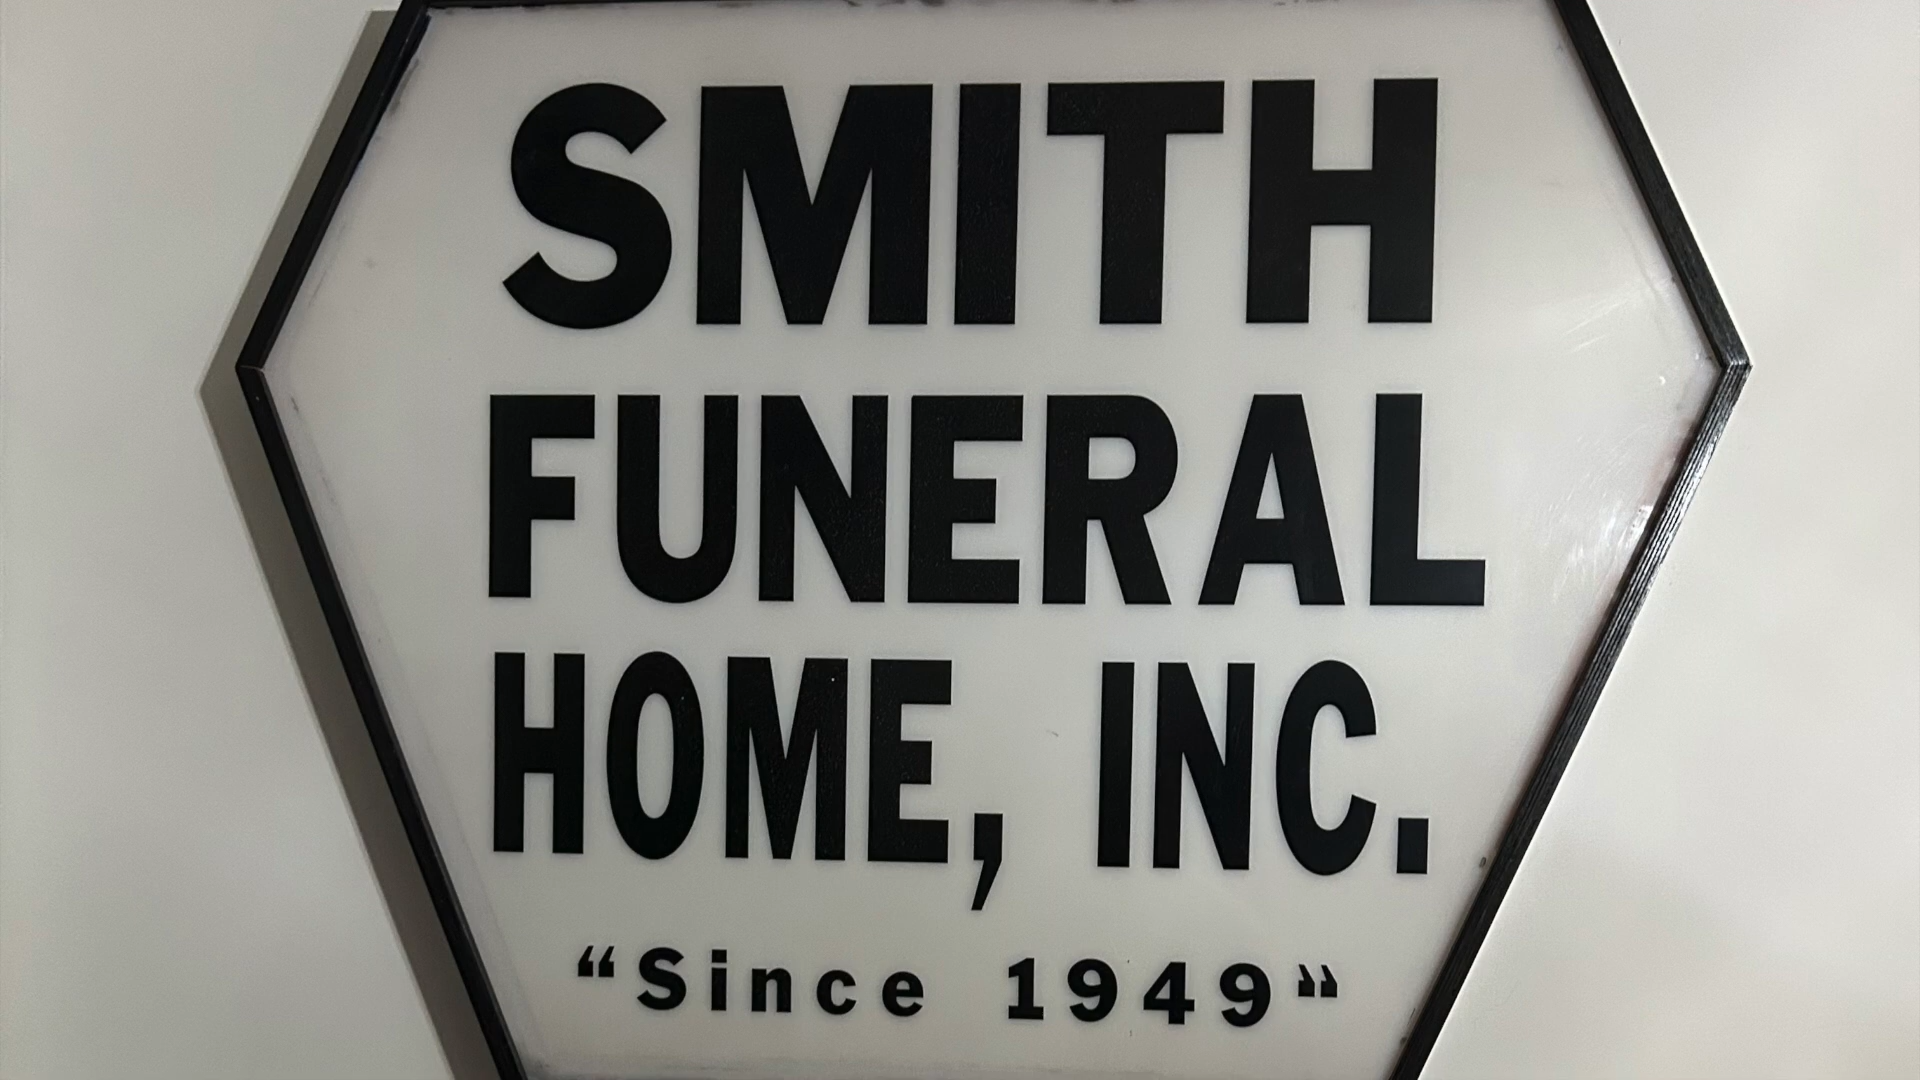 SMITH
FUNERAL
HOME, INC.
“Since 1949”